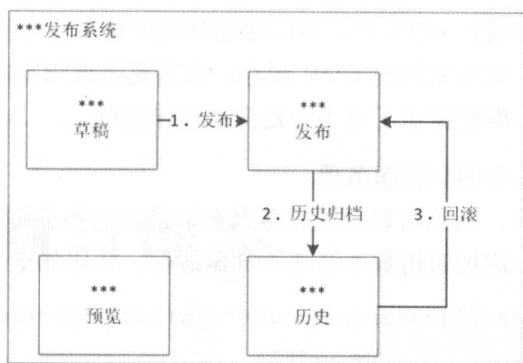 ***发布系统
***
草稿
1. 发布
***
发布
2. 历史归档
3. 回滚
***
预览
***
历史